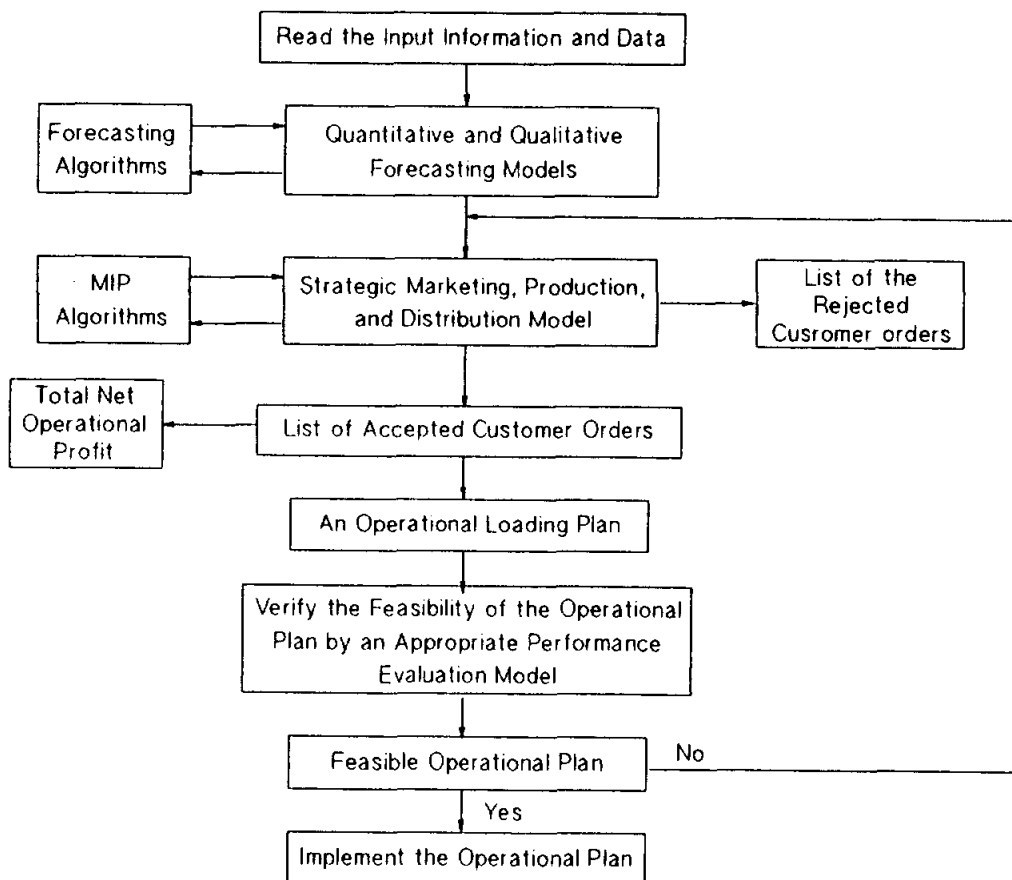 Read the Input Information and Data
Forecasting
Algorithms
Quantitative and Qualitative
Forecasting Models
MIP
Algorithms
Strategic Marketing, Production,
and Distribution Model
List of the
Rejected
Cusromer orders
Total Net
Operational
Profit
List of Accepted Customer Orders
An Operational Loading Plan
Verify the Feasibility of the Operational
Plan by an Appropriate Performance
Evaluation Model
Feasible Operational Plan
No
Yes
Implement the Operational Plan